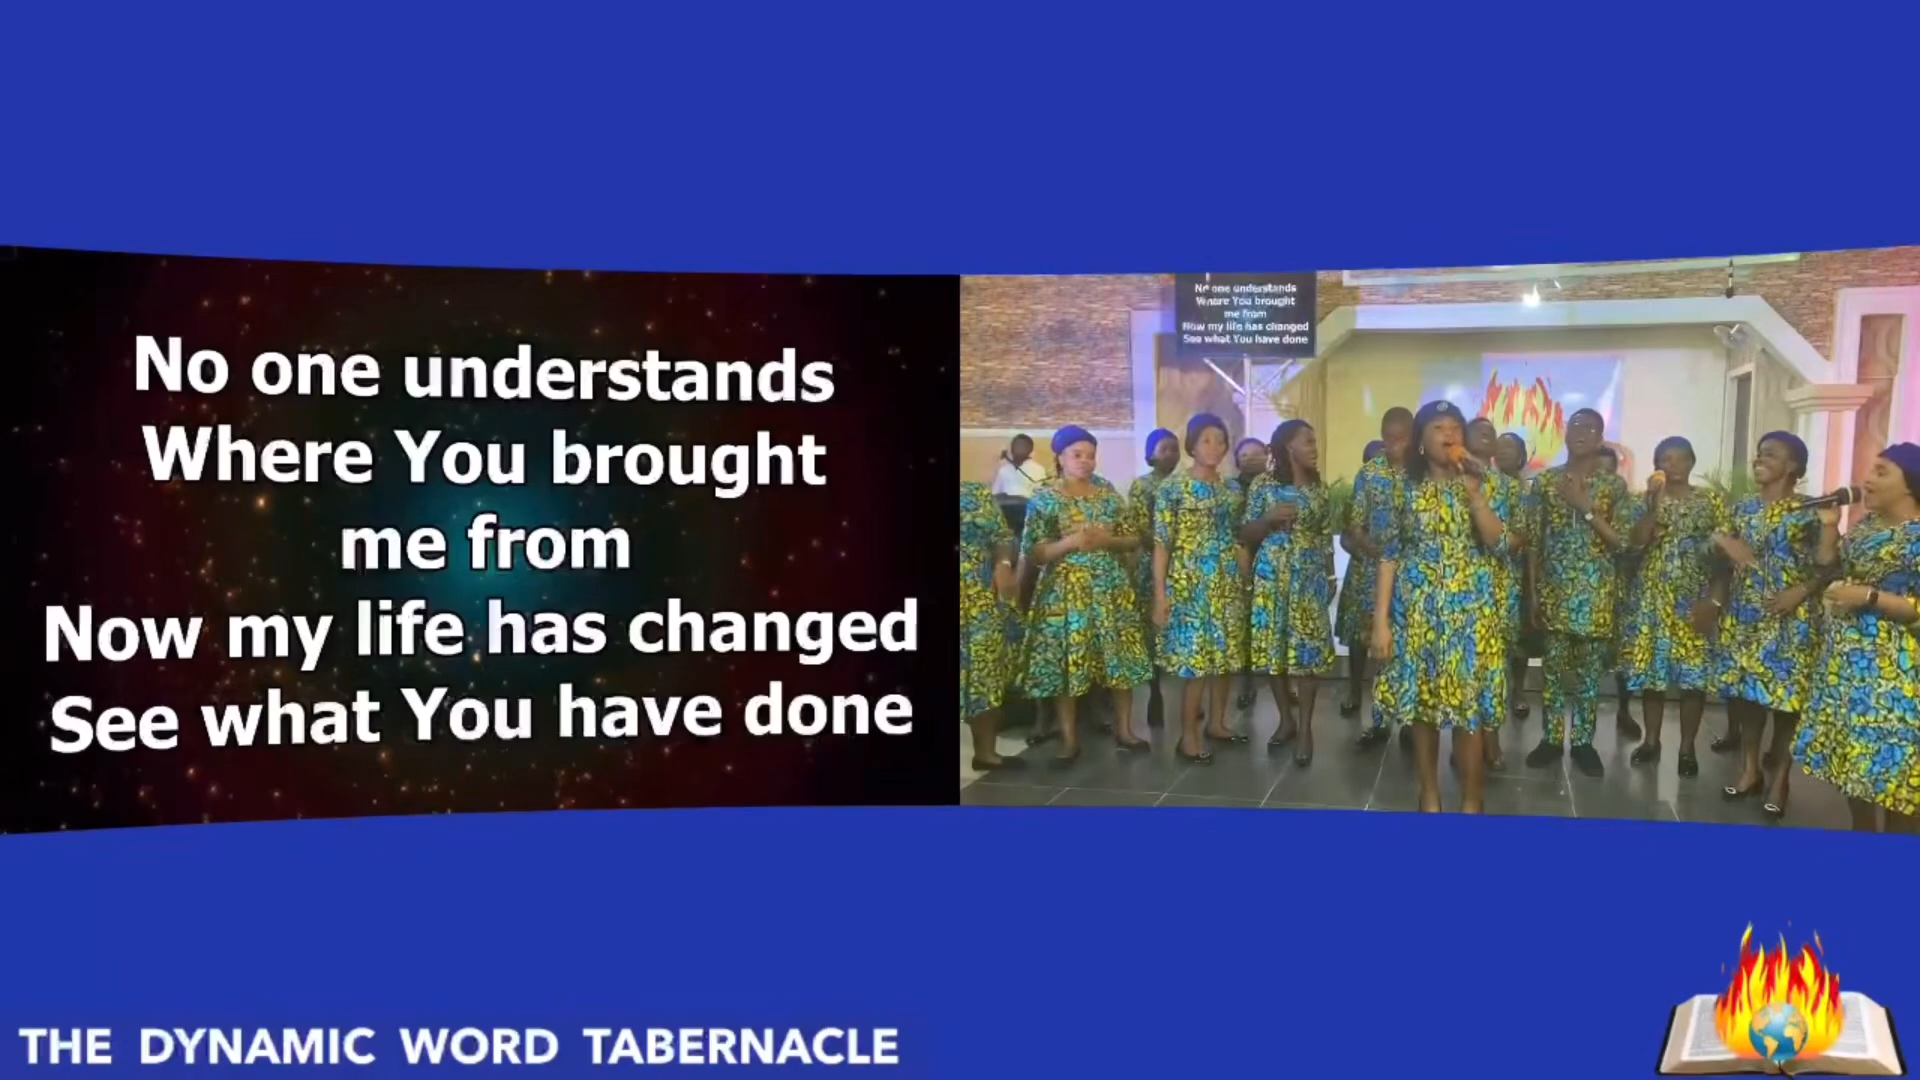 No one understands
Where You brought
me from
Now my life has changed
See what You have done
No one understands
Where You brought
me from
Now my life has changed
See what You have done
THE DYNAMIC WORD TABERNACLE